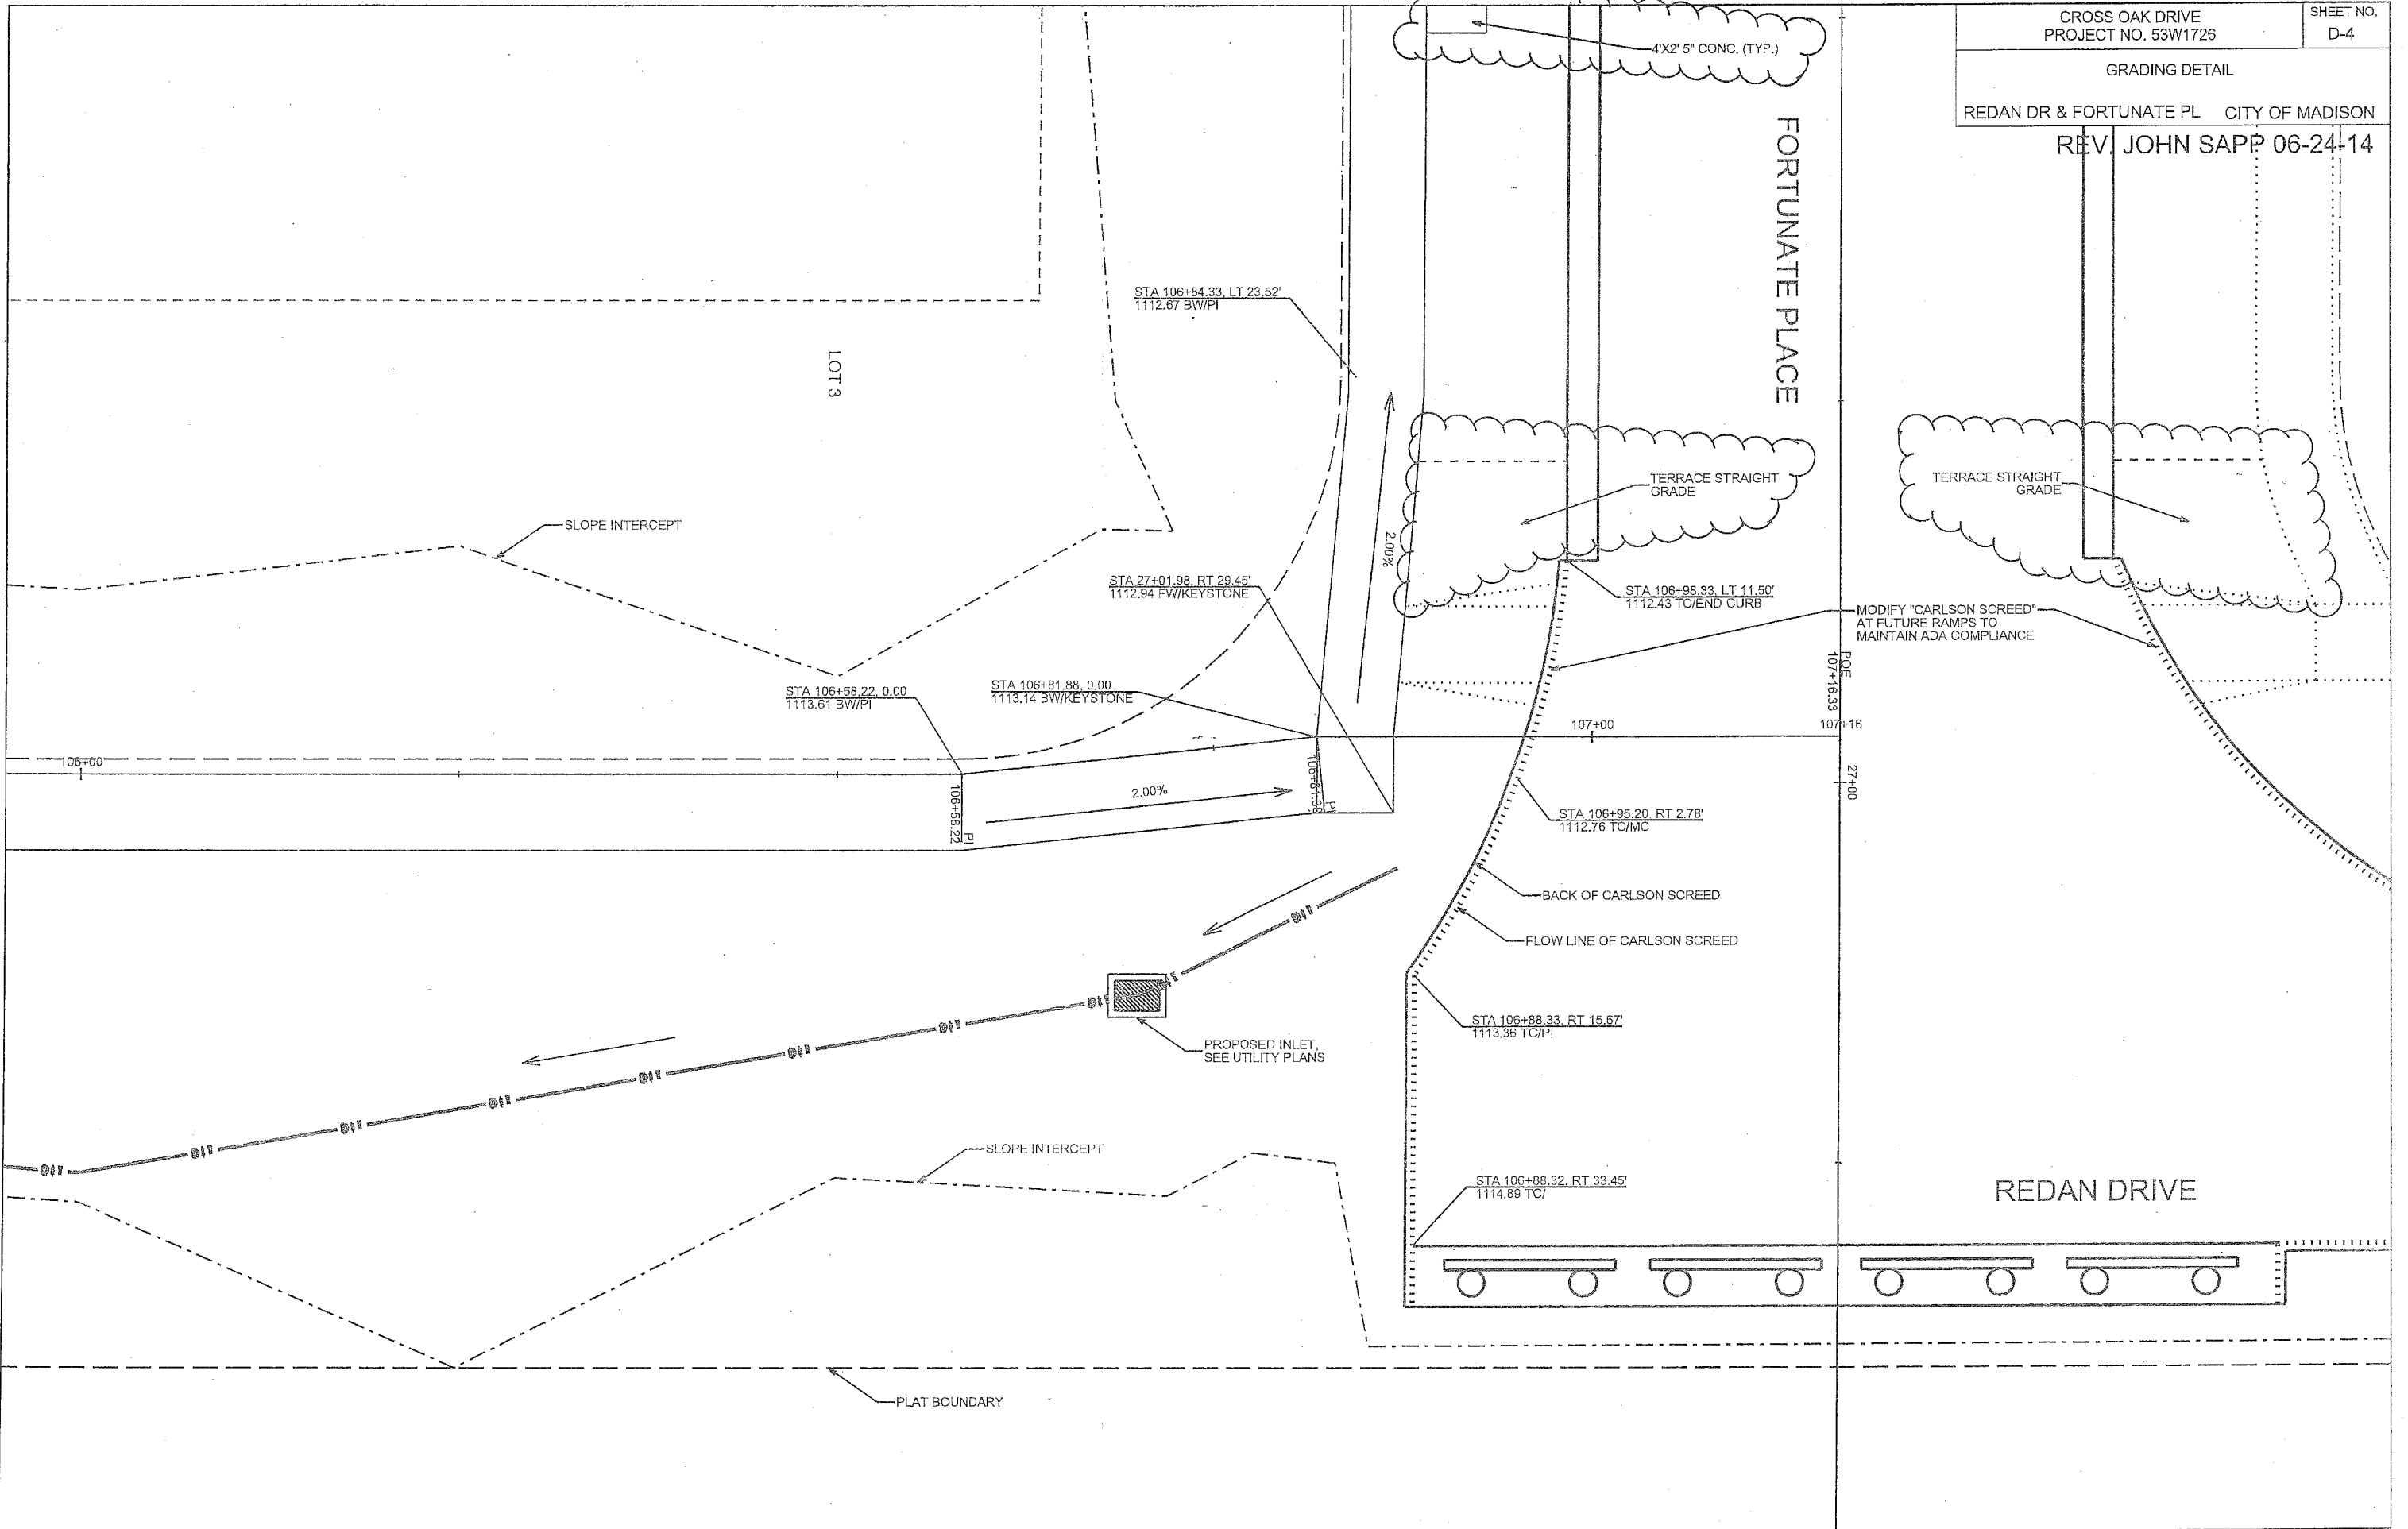 CROSS OAK DRIVE
PROJECT NO. 53W1726
SHEET NO.
D-4
GRADING DETAIL
REDAN DR & FORTUNATE PL CITY OF MADISON
REV. JOHN SAPP 06-24-14
4'X2' 5" CONC. (TYP.)
FORTUNATE PLACE
STA 106+84.33, LT 23.52'
1112.67 BW/PI
LOT 3
TERRACE STRAIGHT
GRADE
TERRACE STRAIGHT
GRADE
SLOPE INTERCEPT
2.00%
STA 27+01.98, RT 29.45'
1112.94 FW/KEYSTONE
STA 106+98.33, LT 11.50'
1112.43 TC/END CURB
MODIFY "CARLSON SCREED"
AT FUTURE RAMPS TO
MAINTAIN ADA COMPLIANCE
POE
107+16.33
STA 106+58.22, 0.00
1113.61 BW/PI
STA 106+81.88, 0.00
1113.14 BW/KEYSTONE
107+00
107+16
106+00
27+00
106+58.22
PI
2.00%
106+81.88
PI
STA 106+95.20, RT 2.78'
1112.76 TC/MC
BACK OF CARLSON SCREED
FLOW LINE OF CARLSON SCREED
STA 106+88.33, RT 15.67'
1113.36 TC/PI
PROPOSED INLET,
SEE UTILITY PLANS
SLOPE INTERCEPT
STA 106+88.32, RT 33.45'
1114.89 TC/
REDAN DRIVE
PLAT BOUNDARY